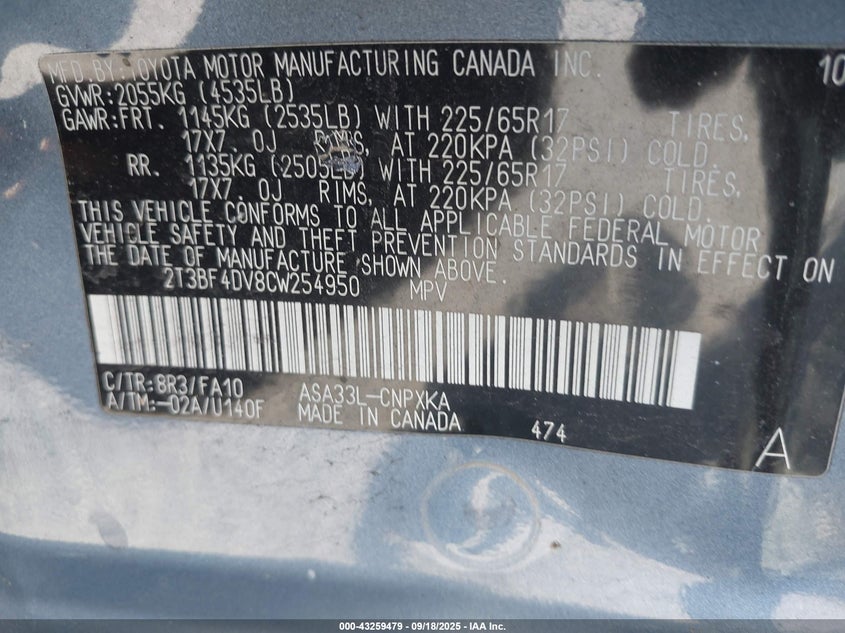 MFD.BY:TOYOTA MOTOR MANUFACTURING CANADA INC. 10
GVWR:2055KG (4535LB)
GAWR:FRT. 1145KG (2535LB) WITH 225/65R17 TIRES,
17X7.0J RIMS, AT 220KPA (32PSI) COLD.
RR. 1135KG (2505LB) WITH 225/65R17 TIRES,
17X7.0J RIMS, AT 220KPA (32PSI) COLD.
THIS VEHICLE CONFORMS TO ALL APPLICABLE FEDERAL MOTOR
VEHICLE SAFETY AND THEFT PREVENTION STANDARDS IN EFFECT ON
THE DATE OF MANUFACTURE SHOWN ABOVE.
2T3BF4DV8CW254950 MPV
C/TR:8R3/FA10 ASA33L-CNPXKA
A/TM:-02A/U140F MADE IN CANADA 474
A
000-43259479 - 09/18/2025 - IAA Inc.